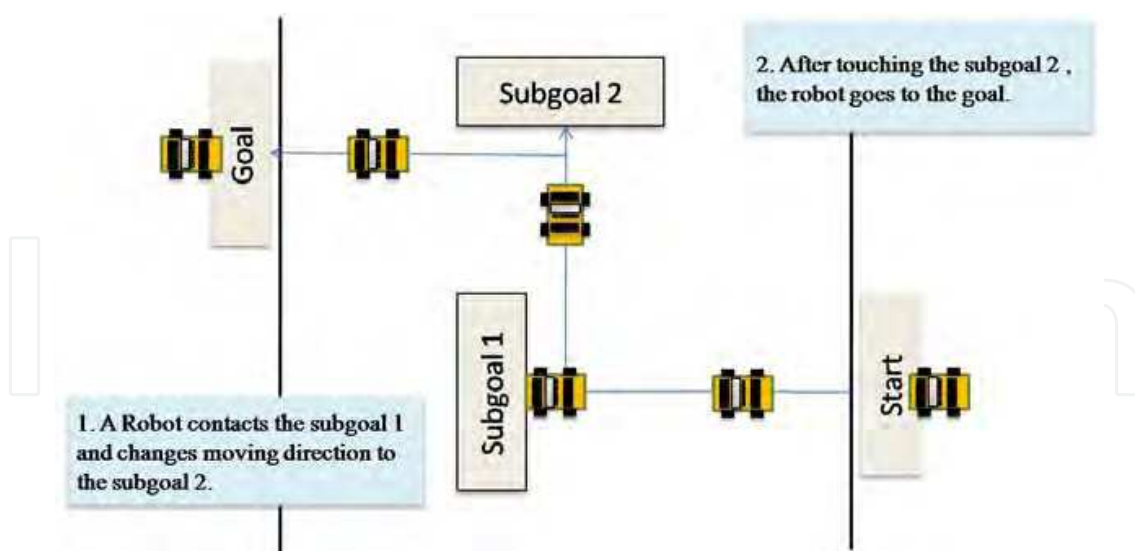 Goal
Subgoal 2
2. After touching the subgoal 2 ,
the robot goes to the goal.
1. A Robot contacts the subgoal 1
and changes moving direction to
the subgoal 2.
Subgoal 1
Start